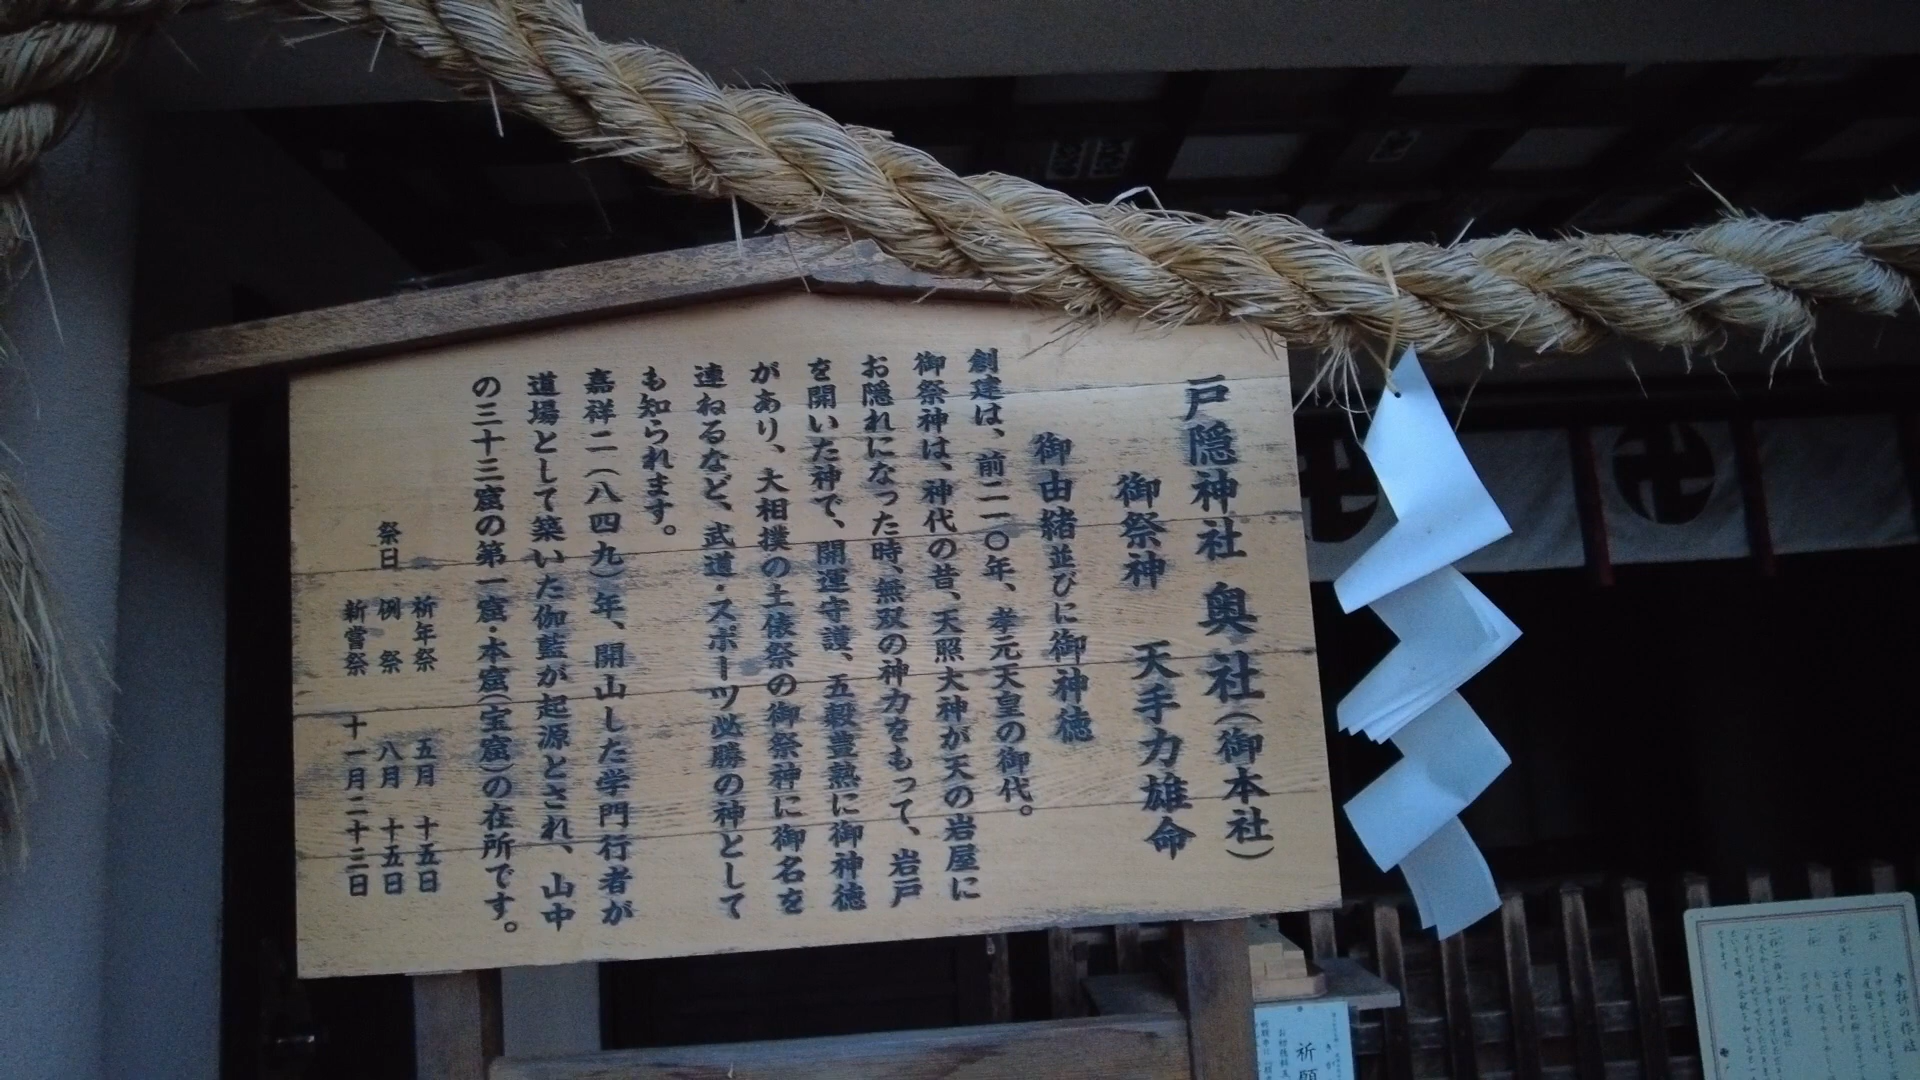 戸隠神社 奥社（御本社）
御祭神 天手力雄命
御由緒並びに御神徳
創建は、前二一〇年、孝元天皇の御代。
御祭神は、神代の昔、天照大神が天の岩屋に
お隠れになった時、無双の神力をもって、岩戸
を開いた神で、開運守護、五穀豊熟に御神徳
があり、大相撲の土俵祭の御祭神に御名を
連ねるなど、武道・スポーツ必勝の神として
も知られます。
嘉祥二（八四九）年、開山した学門行者が
道場として築いた伽藍が起源とされ、山中
の三十三窟の第一窟・本窟（宝窟）の在所です。
祈年祭 五月 十五日
祭日 例 祭 八月 十五日
新嘗祭 十一月二十三日
参拝の作法
祈願